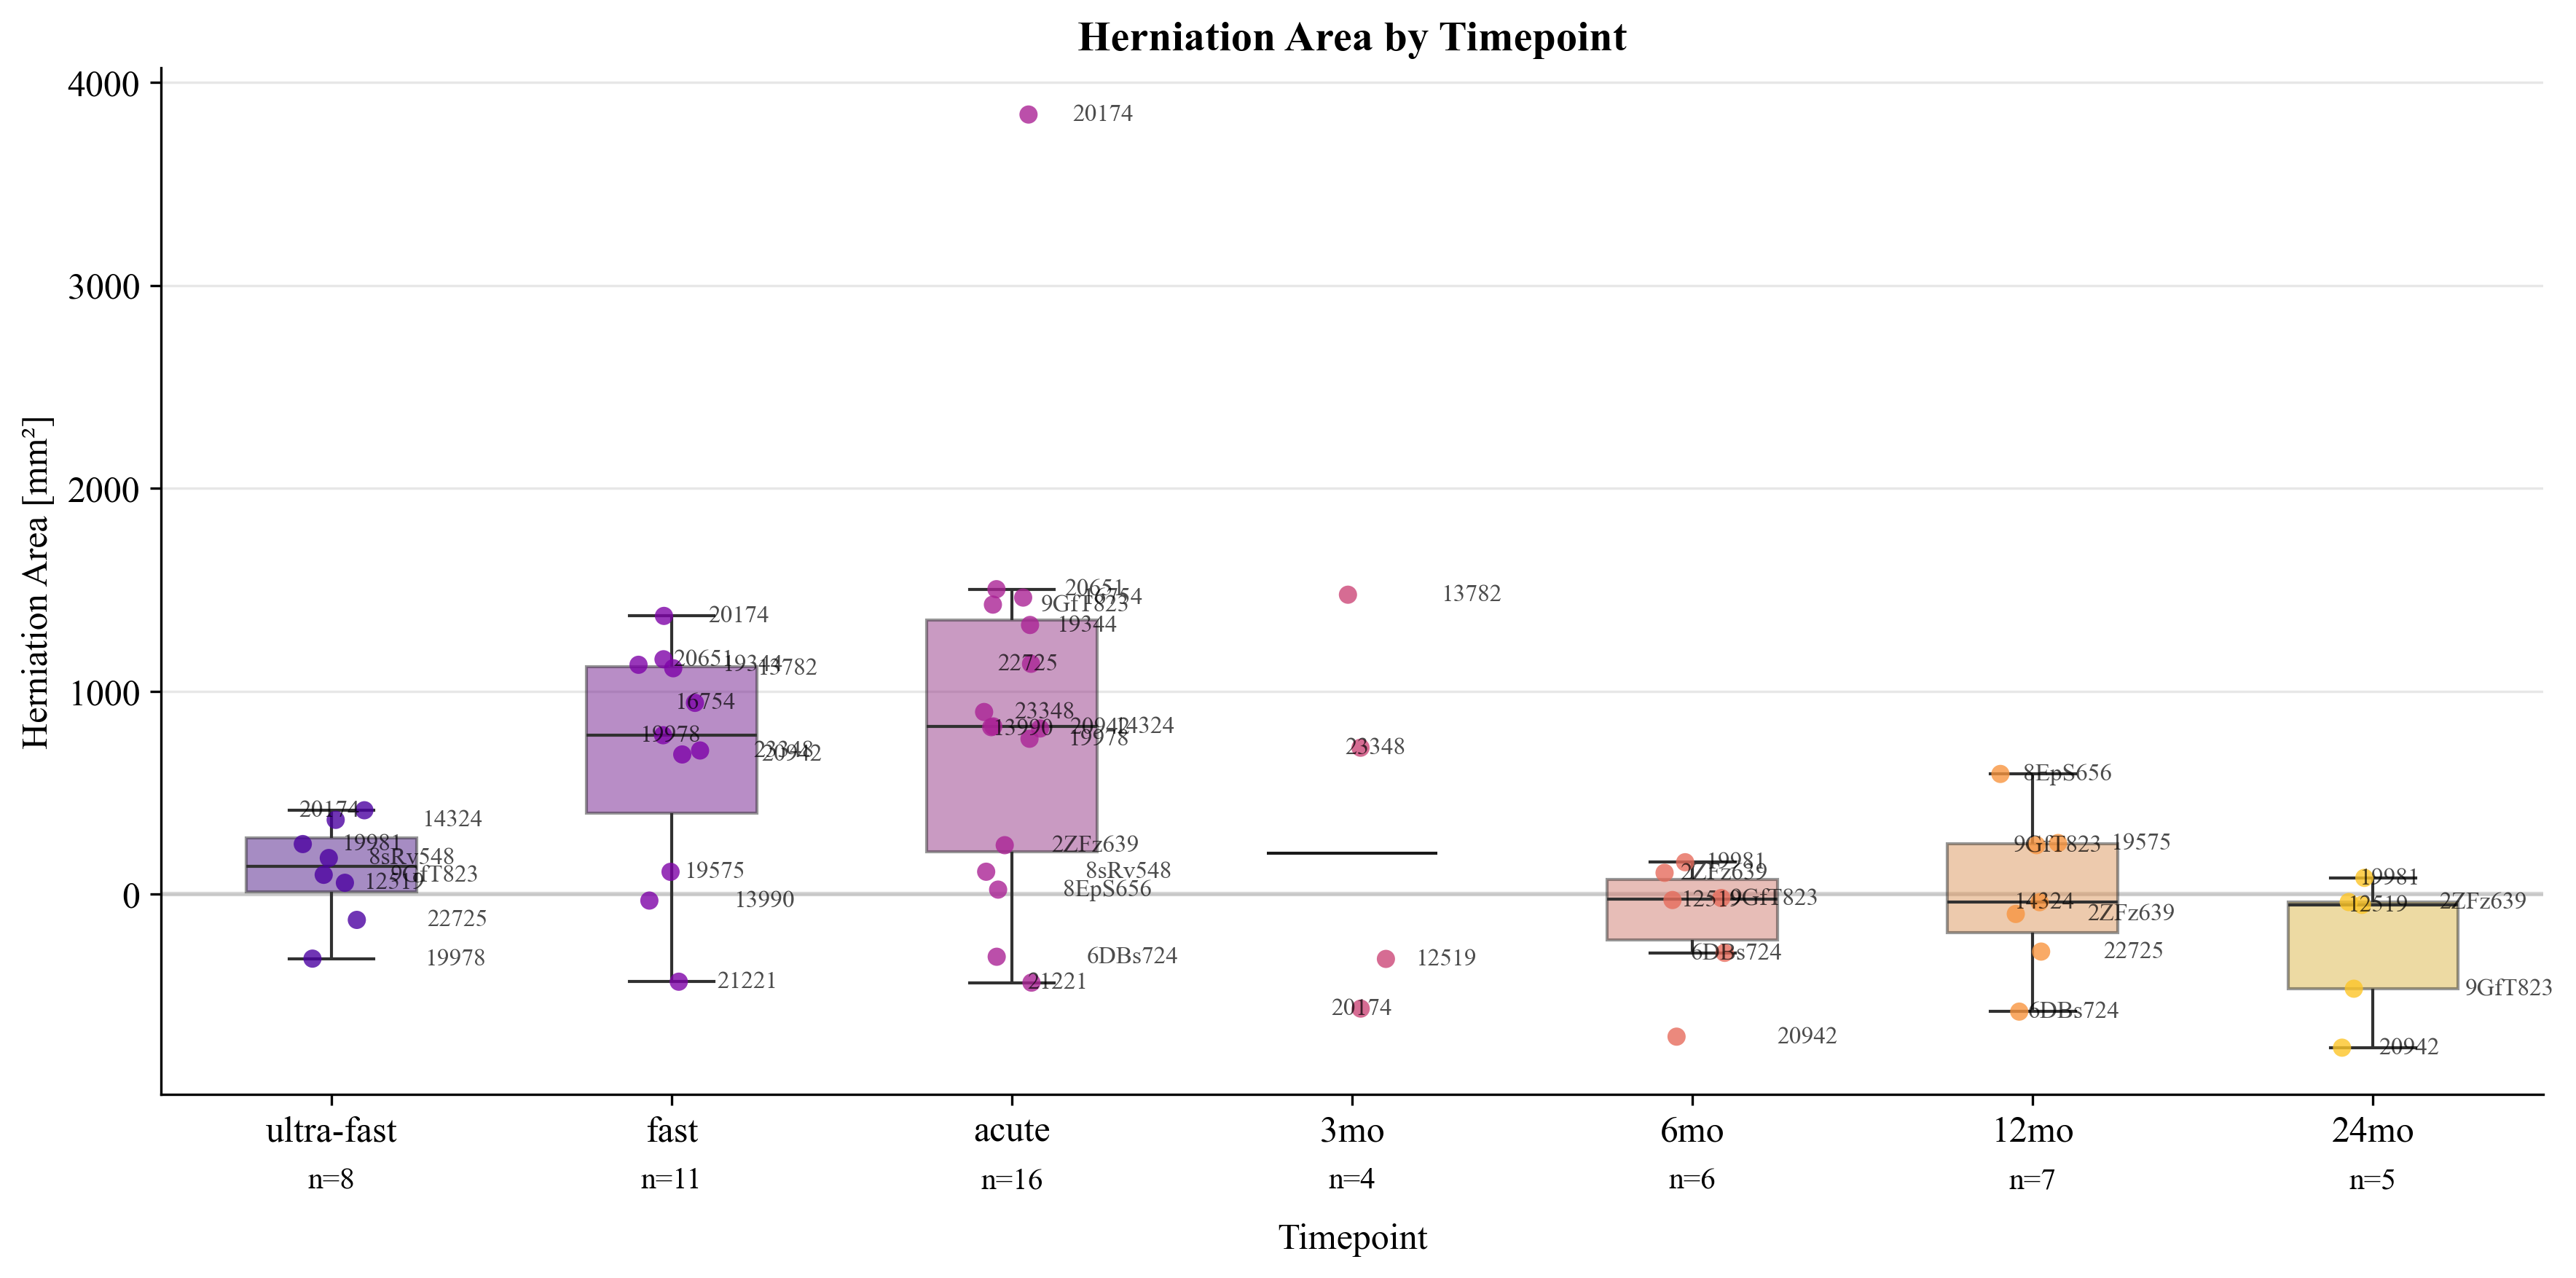 Herniation Area by Timepoint
Herniation Area [mm²]
4000
3000
2000
1000
0
20174
14324
19981
8sRv548
9GfT823
12519
22725
19978
20174
20651
19344
13782
16754
19978
23348
20942
19575
13990
21221
20174
20651
16754
9GfT823
19344
22725
23348
13990
20942
14324
19978
2ZFz639
8sRv548
8EpS656
6DBs724
21221
13782
23348
12519
20174
19981
2ZFz639
12519
9GfT823
6DBs724
20942
8EpS656
9GfT823
19575
14324
2ZFz639
22725
6DBs724
19981
12519
2ZFz639
9GfT823
20942
ultra-fast
fast
acute
3mo
6mo
12mo
24mo
n=8
n=11
n=16
n=4
n=6
n=7
n=5
Timepoint